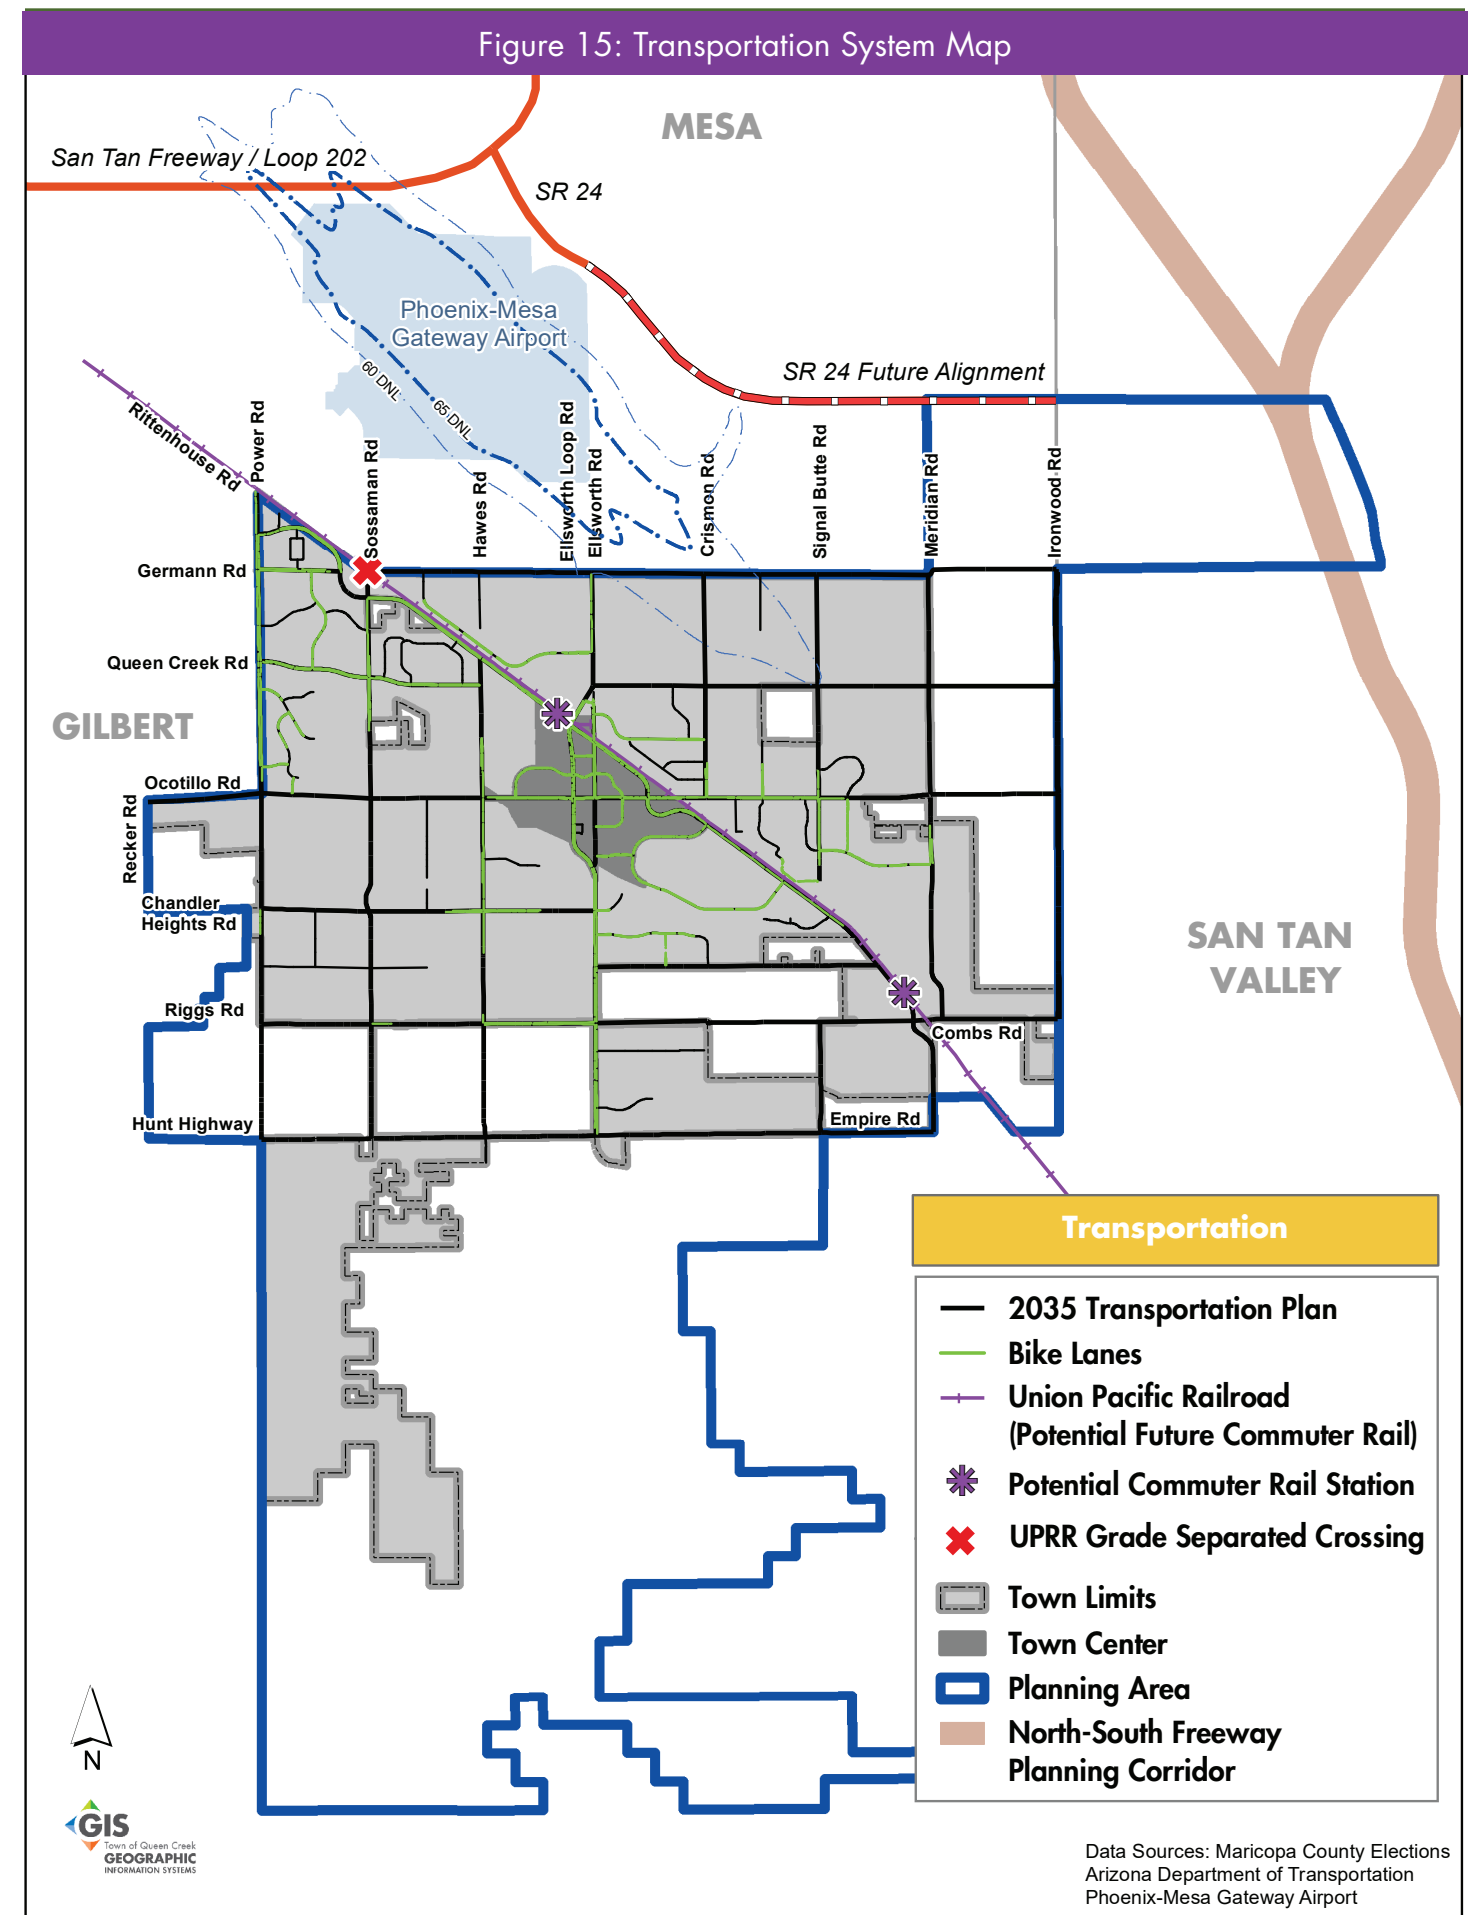 Figure 15: Transportation System Map
MESA
San Tan Freeway / Loop 202
SR 24
Phoenix-Mesa
Gateway Airport
SR 24 Future Alignment
60 DNL
65 DNL
Rittenhouse Rd
Power Rd
Sossaman Rd
Hawes Rd
Ellsworth Loop Rd
Ellsworth Rd
Crismon Rd
Signal Butte Rd
Meridian Rd
Ironwood Rd
Germann Rd
Queen Creek Rd
GILBERT
Ocotillo Rd
Recker Rd
Chandler
Heights Rd
SAN TAN
VALLEY
Riggs Rd
Combs Rd
Hunt Highway
Empire Rd
Transportation
2035 Transportation Plan
Bike Lanes
Union Pacific Railroad
(Potential Future Commuter Rail)
Potential Commuter Rail Station
UPRR Grade Separated Crossing
Town Limits
Town Center
Planning Area
North-South Freeway
Planning Corridor
N
GIS
Town of Queen Creek
GEOGRAPHIC
INFORMATION SYSTEMS
Data Sources: Maricopa County Elections
Arizona Department of Transportation
Phoenix-Mesa Gateway Airport